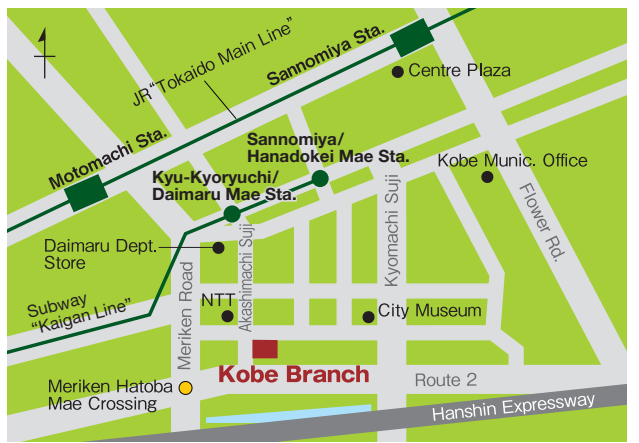 Sannomiya Sta.
JR“Tokaido Main Line”
Centre Plaza
Motomachi Sta.
Sannomiya/
Hanadokei Mae Sta.
Kyu-Kyoryuchi/
Daimaru Mae Sta.
Kobe Munic. Office
Flower Rd.
Kyomachi Suji
Daimaru Dept.
Store
Akashimachi Suji
Subway
“Kaigan Line”
Meriken Road
NTT
City Museum
Kobe Branch
Route 2
Meriken Hatoba
Mae Crossing
Hanshin Expressway